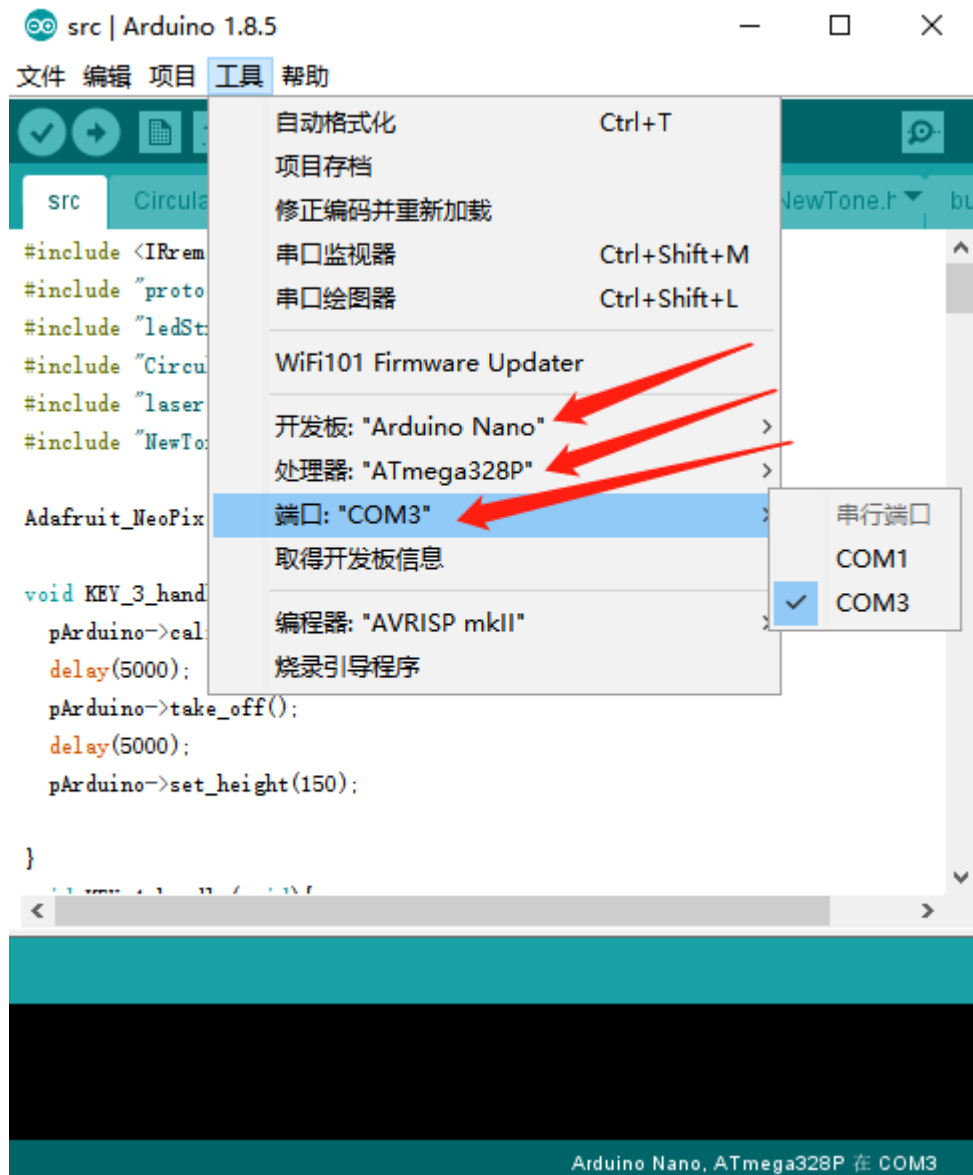 src | Arduino 1.8.5
文件 编辑 项目 工具 帮助
自动格式化 Ctrl+T
项目存档
修正编码并重新加载
串口监视器 Ctrl+Shift+M
串口绘图器 Ctrl+Shift+L
WiFi101 Firmware Updater
开发板: "Arduino Nano"
处理器: "ATmega328P"
端口: "COM3"
取得开发板信息
编程器: "AVRISP mkII"
烧录引导程序
串行端口
COM1
COM3
src Circula NewTone.h bu
#include <IRrem
#include "proto
#include "ledSt
#include "Circu
#include "laser
#include "NewTo
Adafruit_NeoPix
void KEY_3_handl
pArduino->cal
delay(5000);
pArduino->take_off();
delay(5000);
pArduino->set_height(150);
}
Arduino Nano, ATmega328P 在 COM3